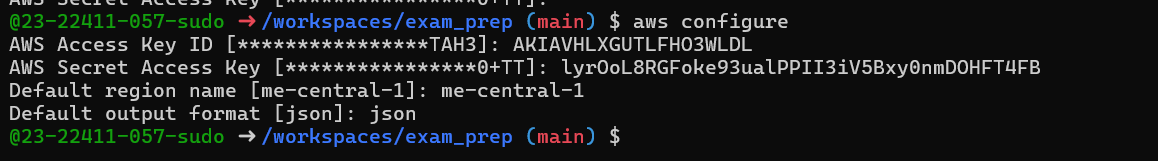 @23-22411-057-sudo ➜ /workspaces/exam_prep (main) $ aws configure
AWS Access Key ID [****************TAH3]: AKIAVHLXGUTLFHO3WLDL
AWS Secret Access Key [****************0+TT]: 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
Default region name [me-central-1]: me-central-1
Default output format [json]: json
@23-22411-057-sudo ➜ /workspaces/exam_prep (main) $